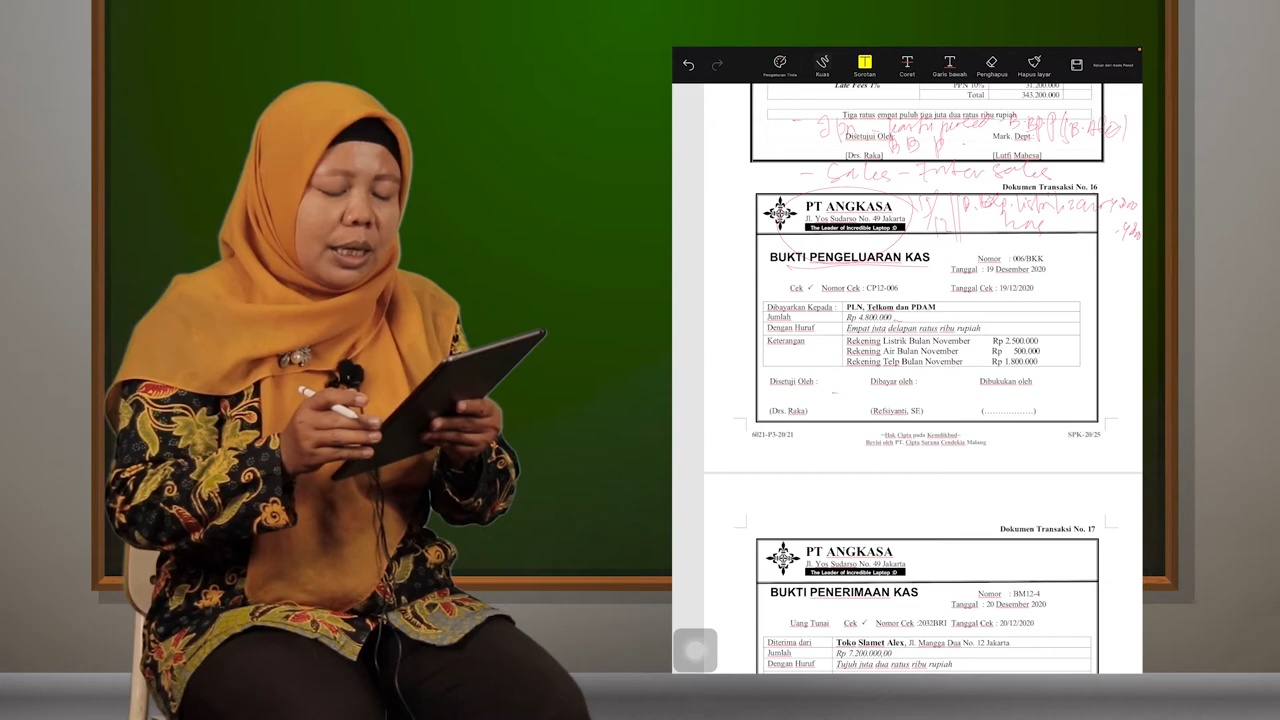 Pengaturan Tinta
Kuas
Sorotan
Coret
Garis bawah
Penghapus
Hapus layar
Late Fees 1%
PPN 10% 31.200.000
Total 343.200.000
Tiga ratus empat puluh tiga juta dua ratus ribu rupiah
Disetujui Oleh:
Mark. Dept.:
[Drs. Raka]
[Lutfi Mahesa]
- Sales - Enter Sales
Dokumen Transaksi No. 16
PT ANGKASA
Jl. Yos Sudarso No. 49 Jakarta
The Leader of Incredible Laptop :D
BUKTI PENGELUARAN KAS
Nomor : 006/BKK
Tanggal : 19 Desember 2020
Cek ✓ Nomor Cek : CP12-006 Tanggal Cek : 19/12/2020
Dibayarkan Kepada : PLN, Telkom dan PDAM
Jumlah Rp 4.800.000
Dengan Huruf Empat juta delapan ratus ribu rupiah
Keterangan Rekening Listrik Bulan November Rp 2.500.000
Rekening Air Bulan November Rp 500.000
Rekening Telp Bulan November Rp 1.800.000
Disetuji Oleh : Dibayar oleh : Dibukukan oleh
(Drs. Raka) (Refsiyanti, SE) (..................)
6021-P3-20/21
~Hak Cipta pada Kemdikbud~
Revisi oleh PT. Cipta Sarana Cendekia Malang
SPK-20/25
Dokumen Transaksi No. 17
PT ANGKASA
Jl. Yos Sudarso No. 49 Jakarta
The Leader of Incredible Laptop :D
BUKTI PENERIMAAN KAS
Nomor : BM12-4
Tanggal : 20 Desember 2020
Uang Tunai Cek ✓ Nomor Cek :2032BRI Tanggal Cek : 20/12/2020
Diterima dari Toko Slamet Alex, Jl. Mangga Dua No. 12 Jakarta
Jumlah Rp 7.200.000,00
Dengan Huruf Tujuh juta dua ratus ribu rupiah